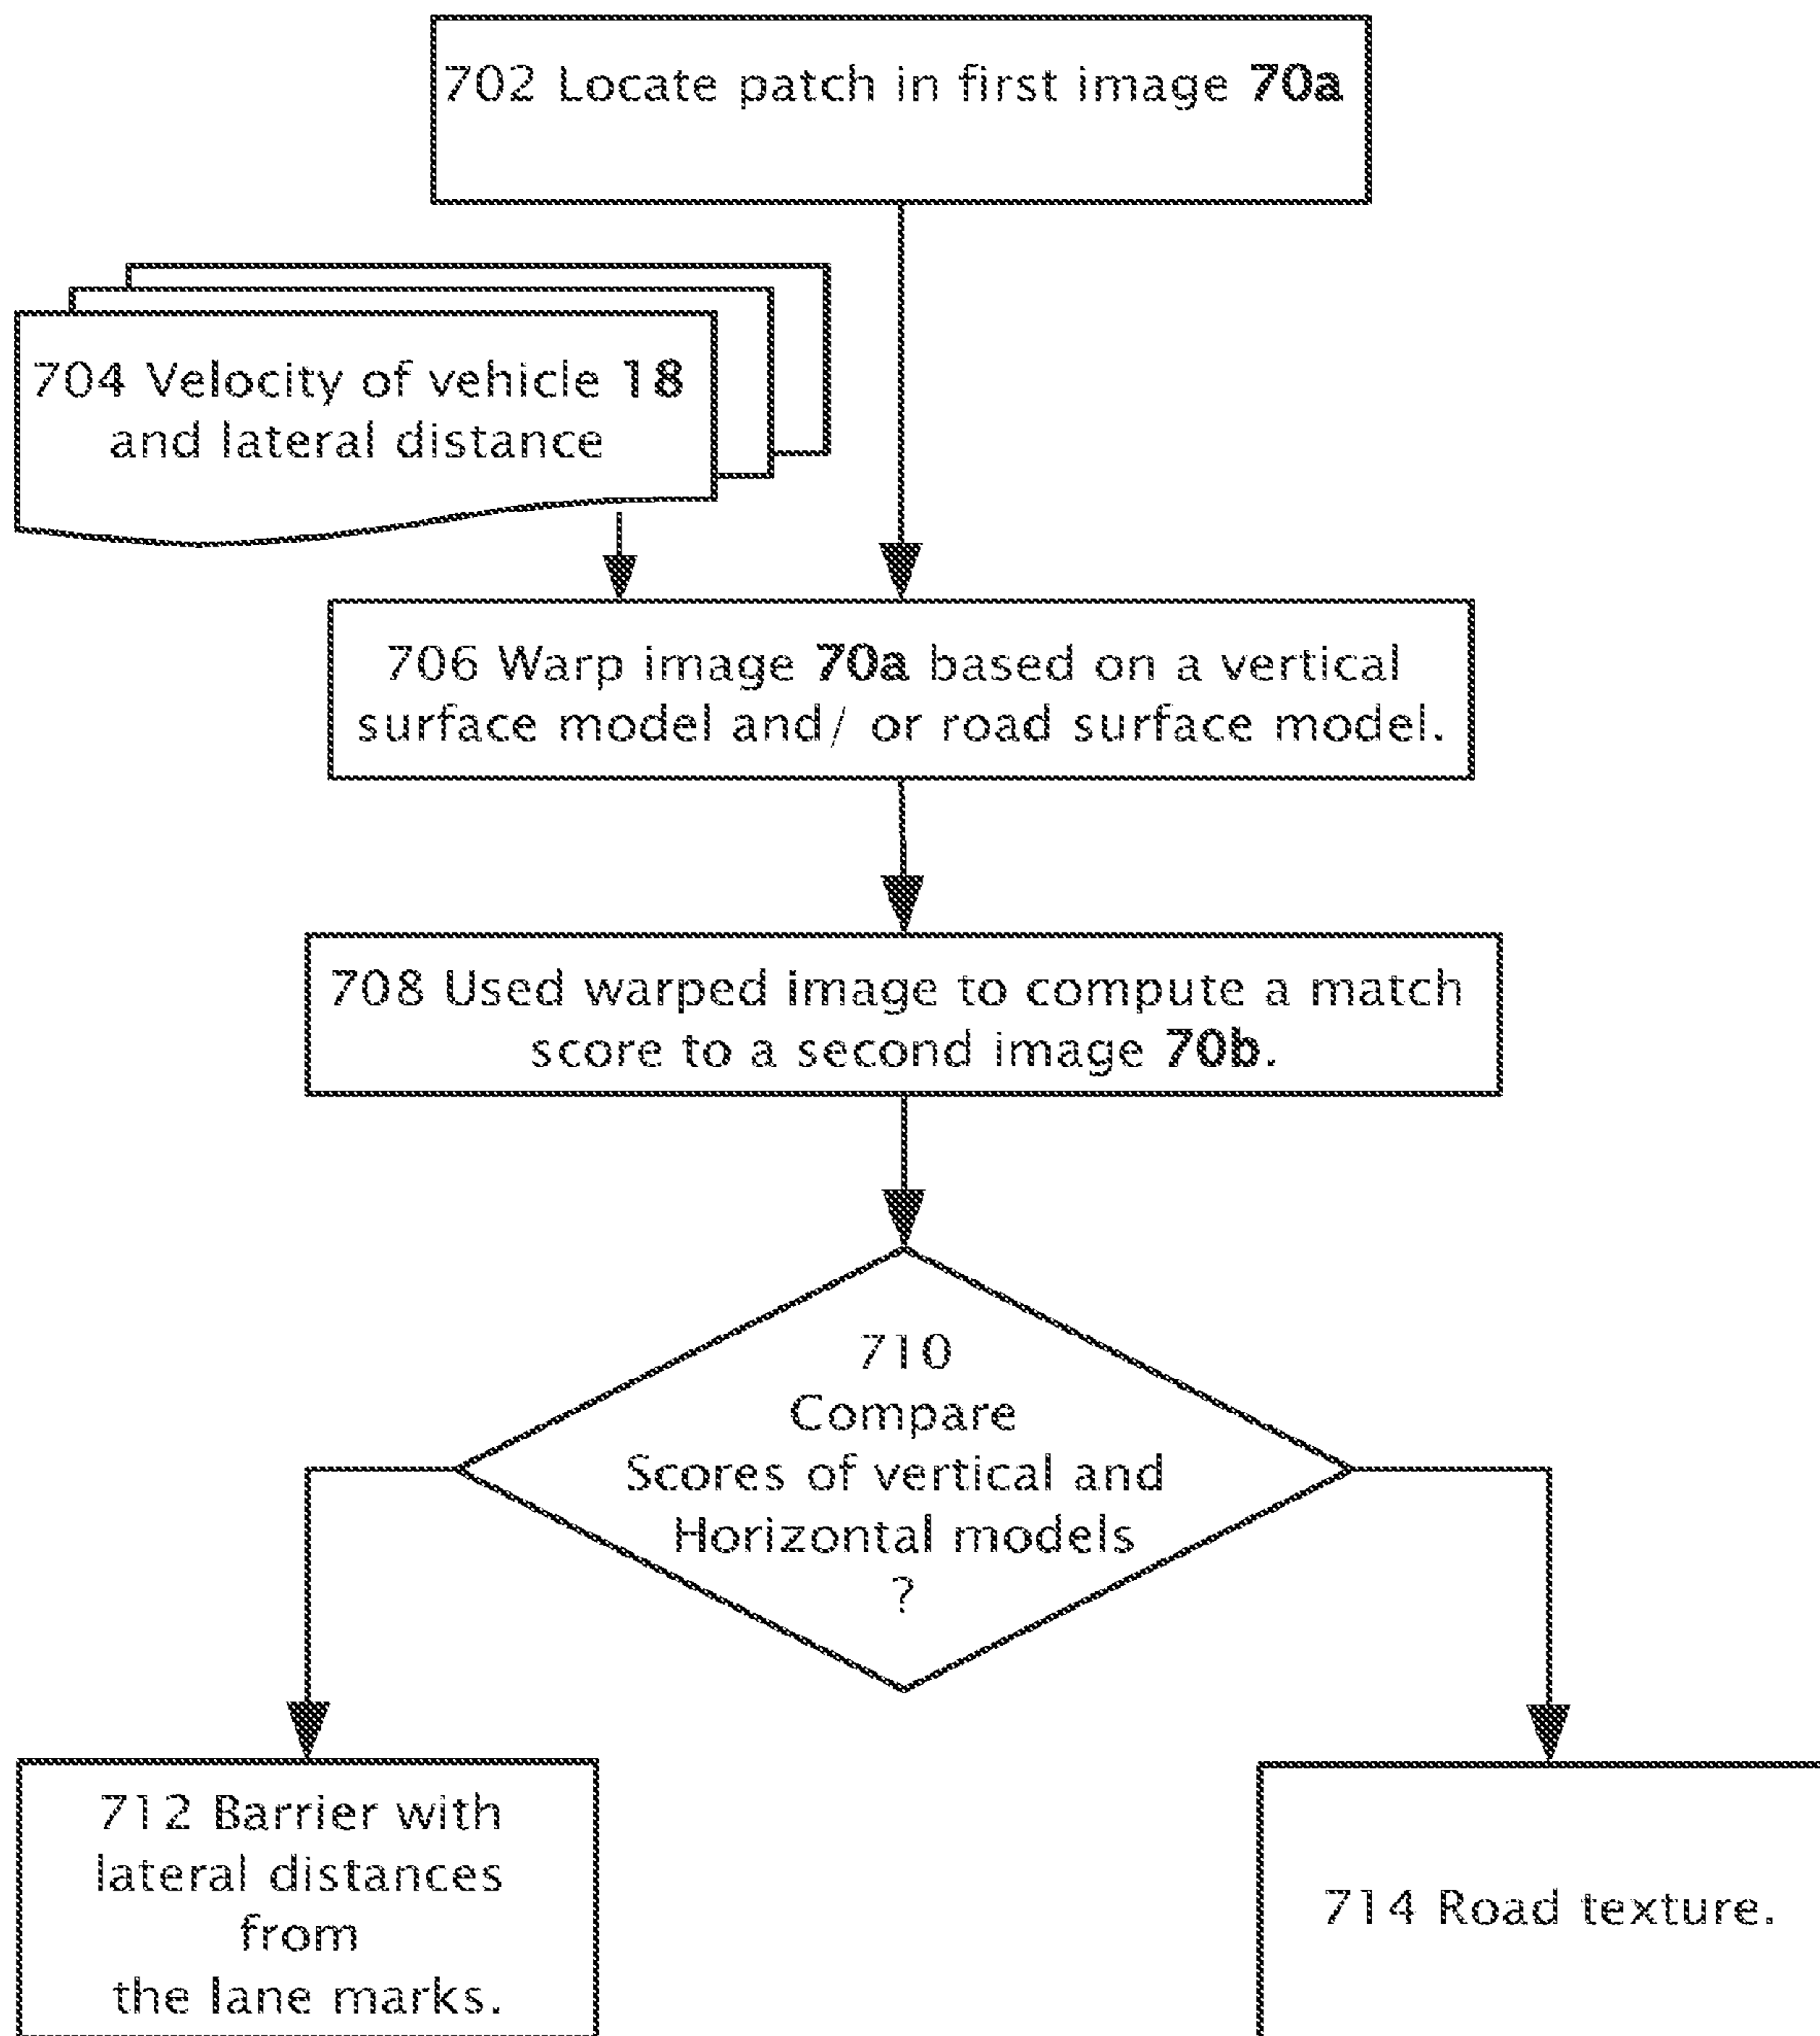 702 Locate patch in first image 70a
704 Velocity of vehicle 18
and lateral distance
706 Warp image 70a based on a vertical
surface model and/ or road surface model.
708 Used warped image to compute a match
score to a second image 70b.
710
Compare
Scores of vertical and
Horizontal models
?
712 Barrier with
lateral distances
from
the lane marks.
714 Road texture.